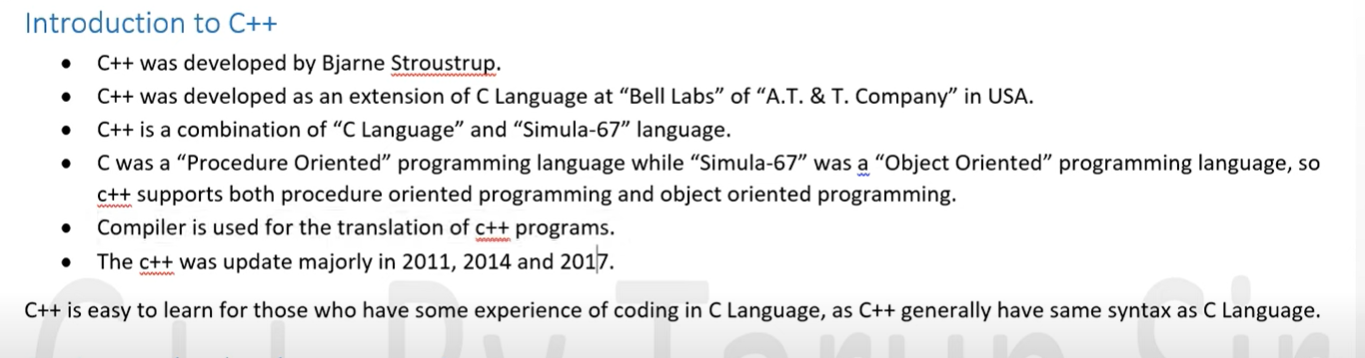 Introduction to C++
• C++ was developed by Bjarne Stroustrup.
• C++ was developed as an extension of C Language at “Bell Labs” of “A.T. & T. Company” in USA.
• C++ is a combination of “C Language” and “Simula-67” language.
• C was a “Procedure Oriented” programming language while “Simula-67” was a “Object Oriented” programming language, so
c++ supports both procedure oriented programming and object oriented programming.
• Compiler is used for the translation of c++ programs.
• The c++ was update majorly in 2011, 2014 and 2017.
C++ is easy to learn for those who have some experience of coding in C Language, as C++ generally have same syntax as C Language.